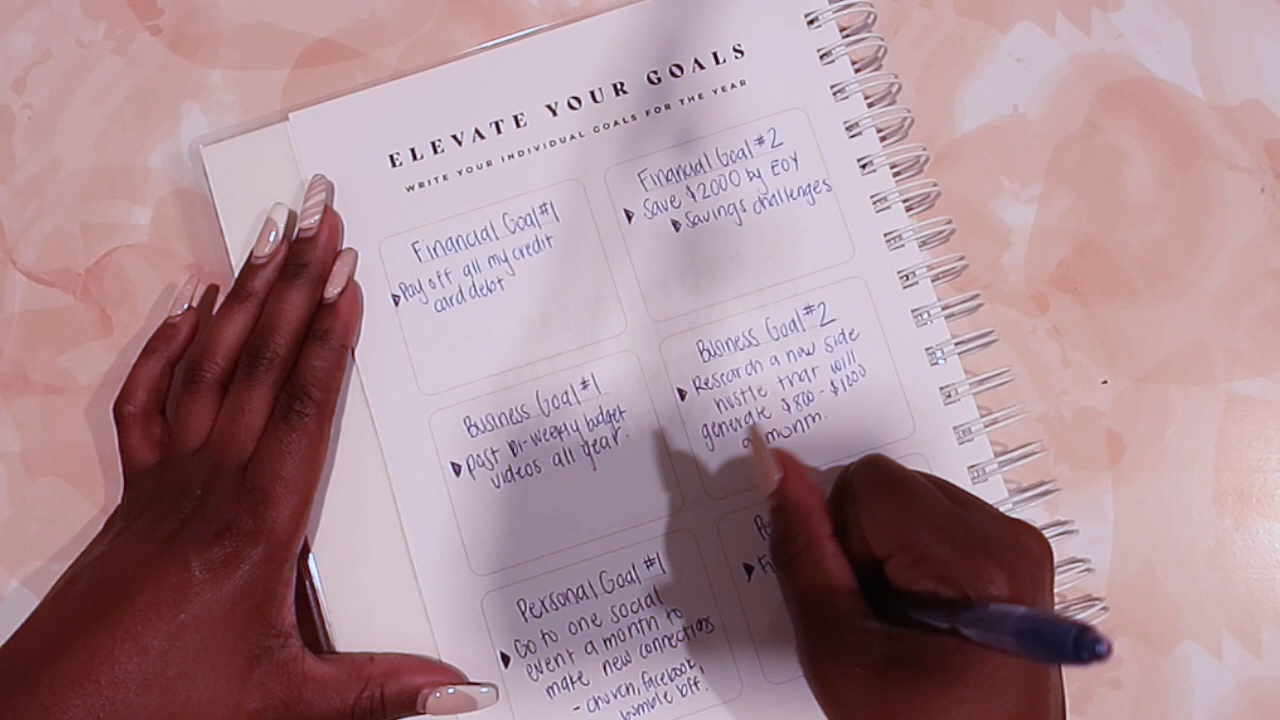 ELEVATE YOUR GOALS
WRITE YOUR INDIVIDUAL GOALS FOR THE YEAR
Financial Goal #1
Pay off all my credit
card debt
Financial Goal #2
Save $2000 by EOY
Savings challenges
Business Goal #1
post bi-weekly budget
videos all year.
Business Goal #2
Research a new side
hustle that will
generate $800 - $1200
a month.
Personal Goal #1
Go to one social
event a month to
make new connections
- church, facebook,
bumble bff.